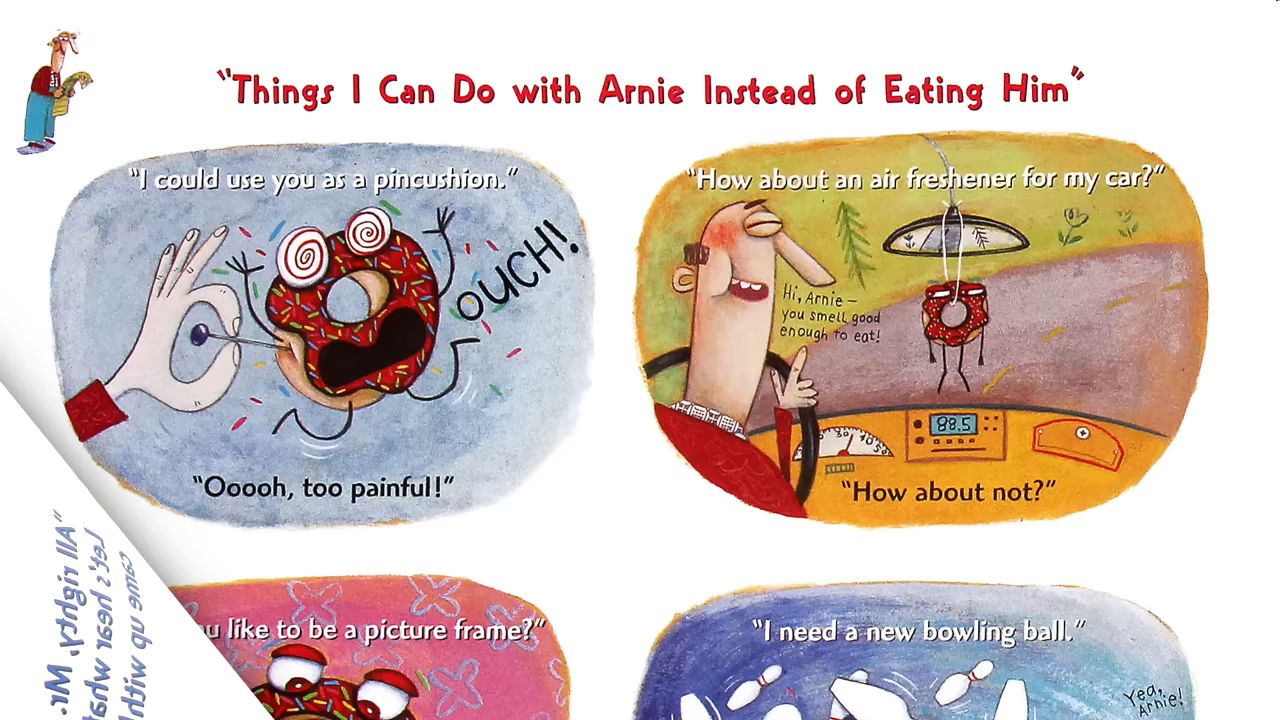 "Things I Can Do with Arnie Instead of Eating Him"
"I could use you as a pincushion."
OUCH!
"Ooooh, too painful!"
"How about an air freshener for my car?"
Hi, Arnie –
you smell good
enough to eat!
88.5
"How about not?"
u like to be a picture frame?"
"I need a new bowling ball."
Yea,
Arnie!
"All righty, Mr.
Let's hear what
came up with